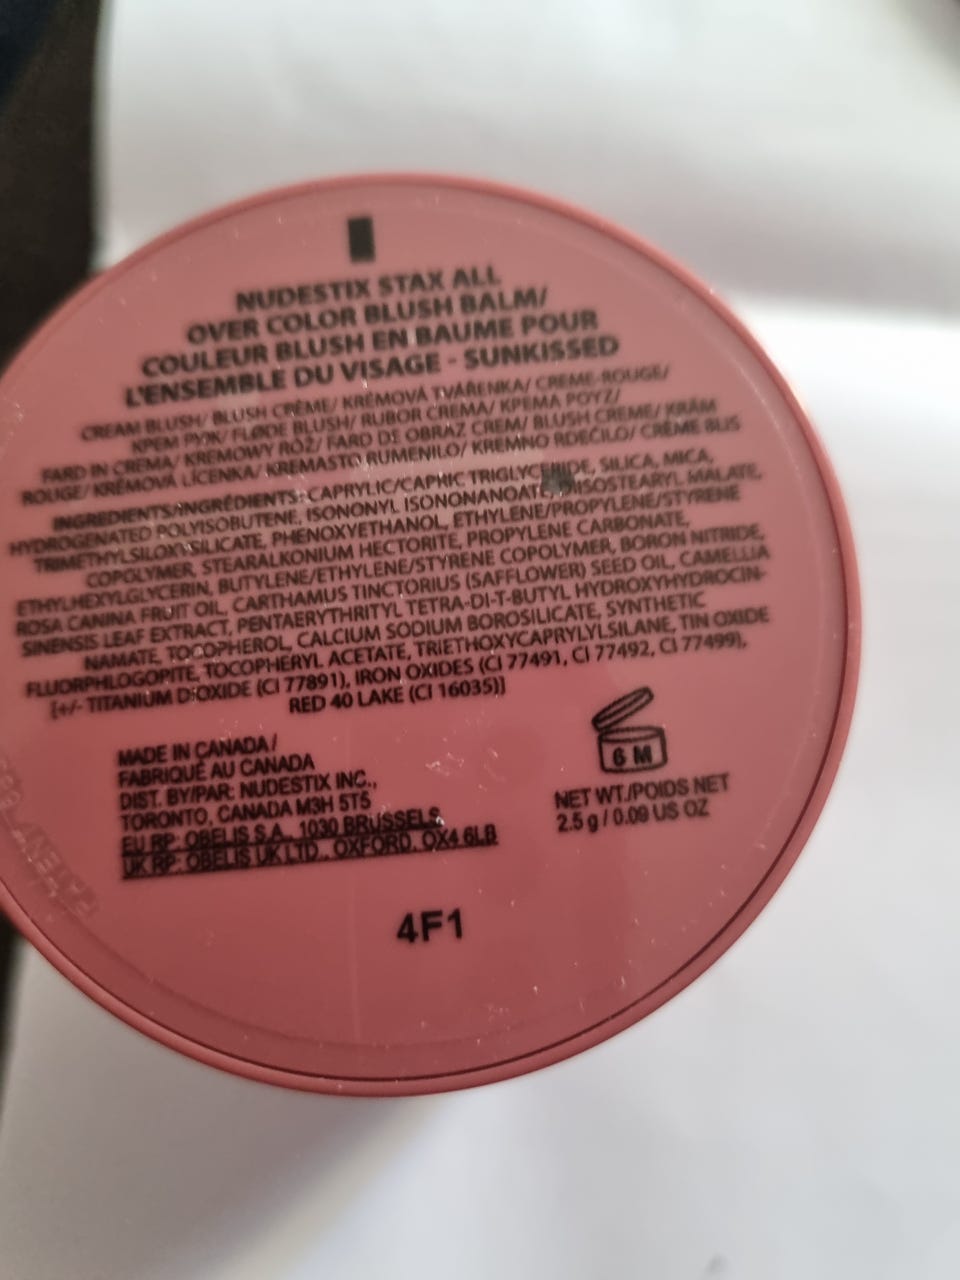 NUDESTIX STAX ALL
OVER COLOR BLUSH BALM/
COULEUR BLUSH EN BAUME POUR
L'ENSEMBLE DU VISAGE - SUNKISSED
CREAM BLUSH/ BLUSH CRÈME/ KRÉMOVÁ TVÁŘENKA/ CREME-ROUGE/
КРЕМ РУЖ/ FLØDE BLUSH/ RUBOR CREMA/ КРЕМА РОУZ/
FARD IN CREMA/ KREMOWY RÓŻ/ FARD DE OBRAZ CREM/ BLUSH CREME/ KRÄM
ROUGE/ KRÉMOVÁ LÍCENKA/ KREMASTO RUMENILO/ KREMNO RDEČILO/ CRÈME BLIS
INGREDIENTS/INGRÉDIENTS: CAPRYLIC/CAPRIC TRIGLYCERIDE, SILICA, MICA,
HYDROGENATED POLYISOBUTENE, ISONONYL ISONONANOATE, DIISOSTEARYL MALATE,
TRIMETHYLSILOXYSILICATE, PHENOXYETHANOL, ETHYLENE/PROPYLENE/STYRENE
COPOLYMER, STEARALKONIUM HECTORITE, PROPYLENE CARBONATE,
ETHYLHEXYLGLYCERIN, BUTYLENE/ETHYLENE/STYRENE COPOLYMER, BORON NITRIDE,
ROSA CANINA FRUIT OIL, CARTHAMUS TINCTORIUS (SAFFLOWER) SEED OIL, CAMELLIA
SINENSIS LEAF EXTRACT, PENTAERYTHRITYL TETRA-DI-T-BUTYL HYDROXYHYDROCIN-
NAMATE, TOCOPHEROL, CALCIUM SODIUM BOROSILICATE, SYNTHETIC
FLUORPHLOGOPITE, TOCOPHERYL ACETATE, TRIETHOXYCAPRYLYLSILANE, TIN OXIDE
[+/- TITANIUM DIOXIDE (CI 77891), IRON OXIDES (CI 77491, CI 77492, CI 77499),
RED 40 LAKE (CI 16035)]
MADE IN CANADA /
FABRIQUÉ AU CANADA
DIST. BY/PAR: NUDESTIX INC.,
TORONTO, CANADA M3H 5T5
EU RP: OBELIS S.A., 1030 BRUSSELS,
UK RP: OBELIS UK LTD., OXFORD, OX4 6LB
6 M
NET WT./POIDS NET
2.5 g / 0.09 US OZ
4F1